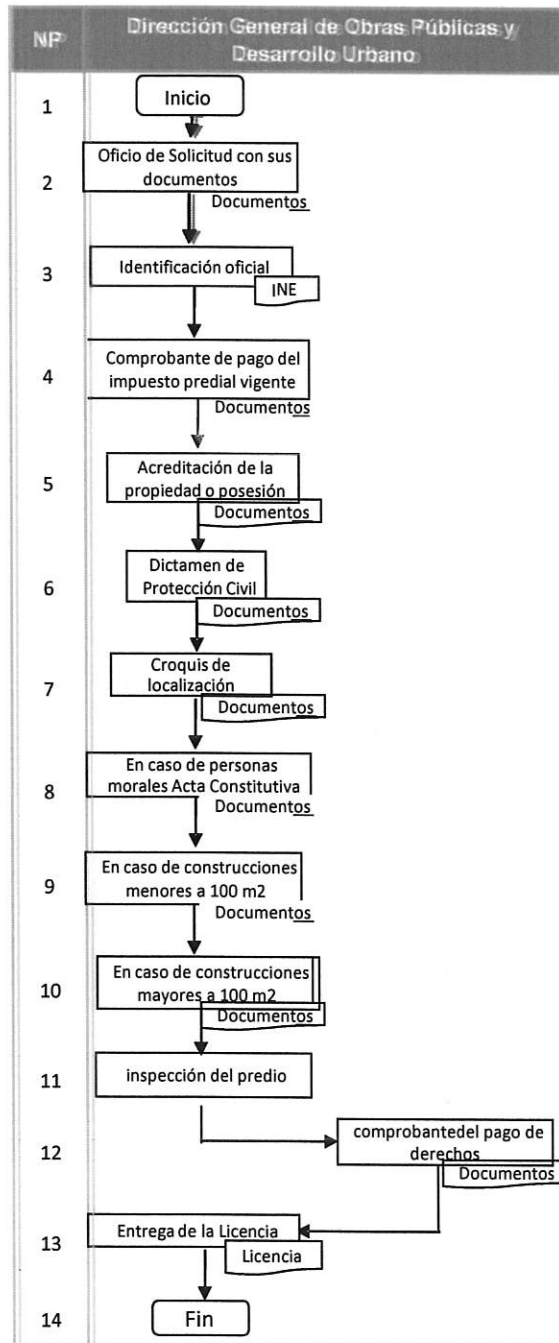 NP
Dirección General de Obras Públicas y
Desarrollo Urbano
1
Inicio
2
Oficio de Solicitud con sus
documentos
Documentos
3
Identificación oficial
INE
4
Comprobante de pago del
impuesto predial vigente
Documentos
5
Acreditación de la
propiedad o posesión
Documentos
6
Dictamen de
Protección Civil
Documentos
7
Croquis de
localización
Documentos
8
En caso de personas
morales Acta Constitutiva
Documentos
9
En caso de construcciones
menores a 100 m2
Documentos
10
En caso de construcciones
mayores a 100 m2
Documentos
11
inspección del predio
12
comprobantedel pago de
derechos
Documentos
13
Entrega de la Licencia
Licencia
14
Fin